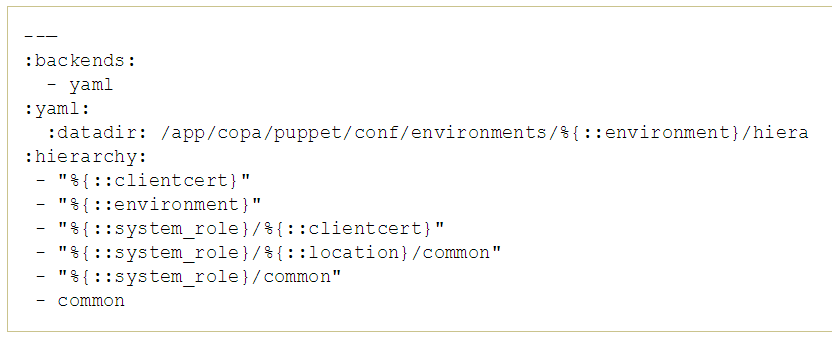 ---
:backends:
  - yaml
:yaml:
  :datadir: /app/copa/puppet/conf/environments/%{::environment}/hiera
:hierarchy:
 - "%{::clientcert}"
 - "%{::environment}"
 - "%{::system_role}/%{::clientcert}"
 - "%{::system_role}/%{::location}/common"
 - "%{::system_role}/common"
 - common